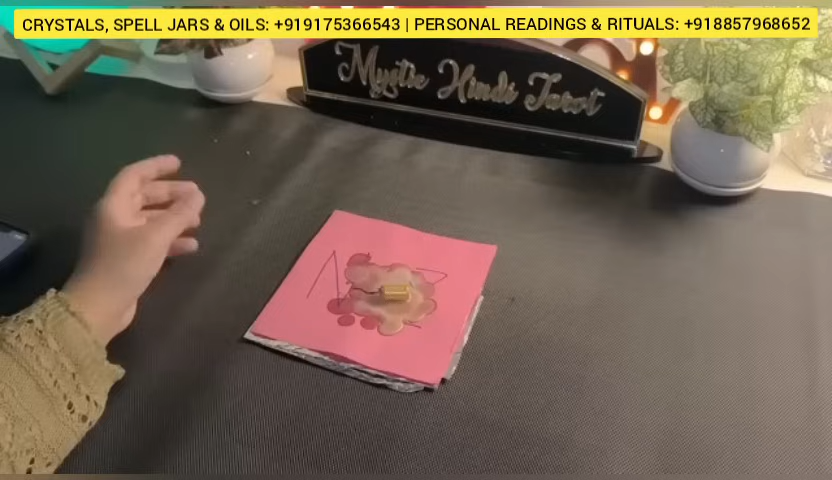 CRYSTALS, SPELL JARS & OILS: +919175366543 | PERSONAL READINGS & RITUALS: +918857968652
Mystic Hindi Tarot